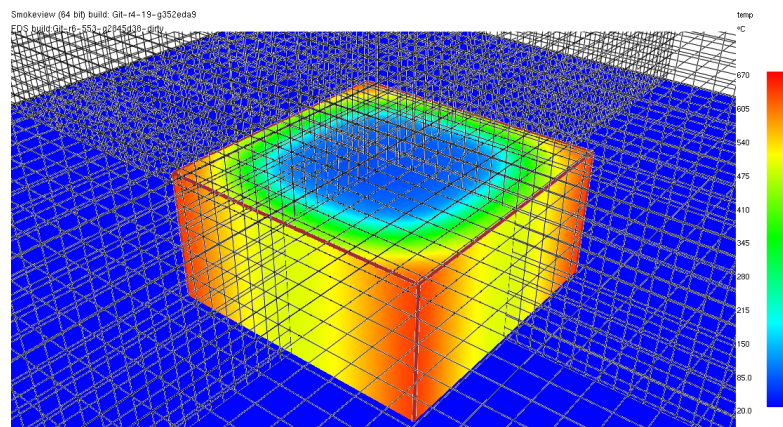 Smokeview (64 bit) build: Git-r4-19-g352eda9
FDS build:Git-r6-553-g2845d38-dirty
temp
°C
670
605
540
475
410
345
280
215
150
85.0
20.0